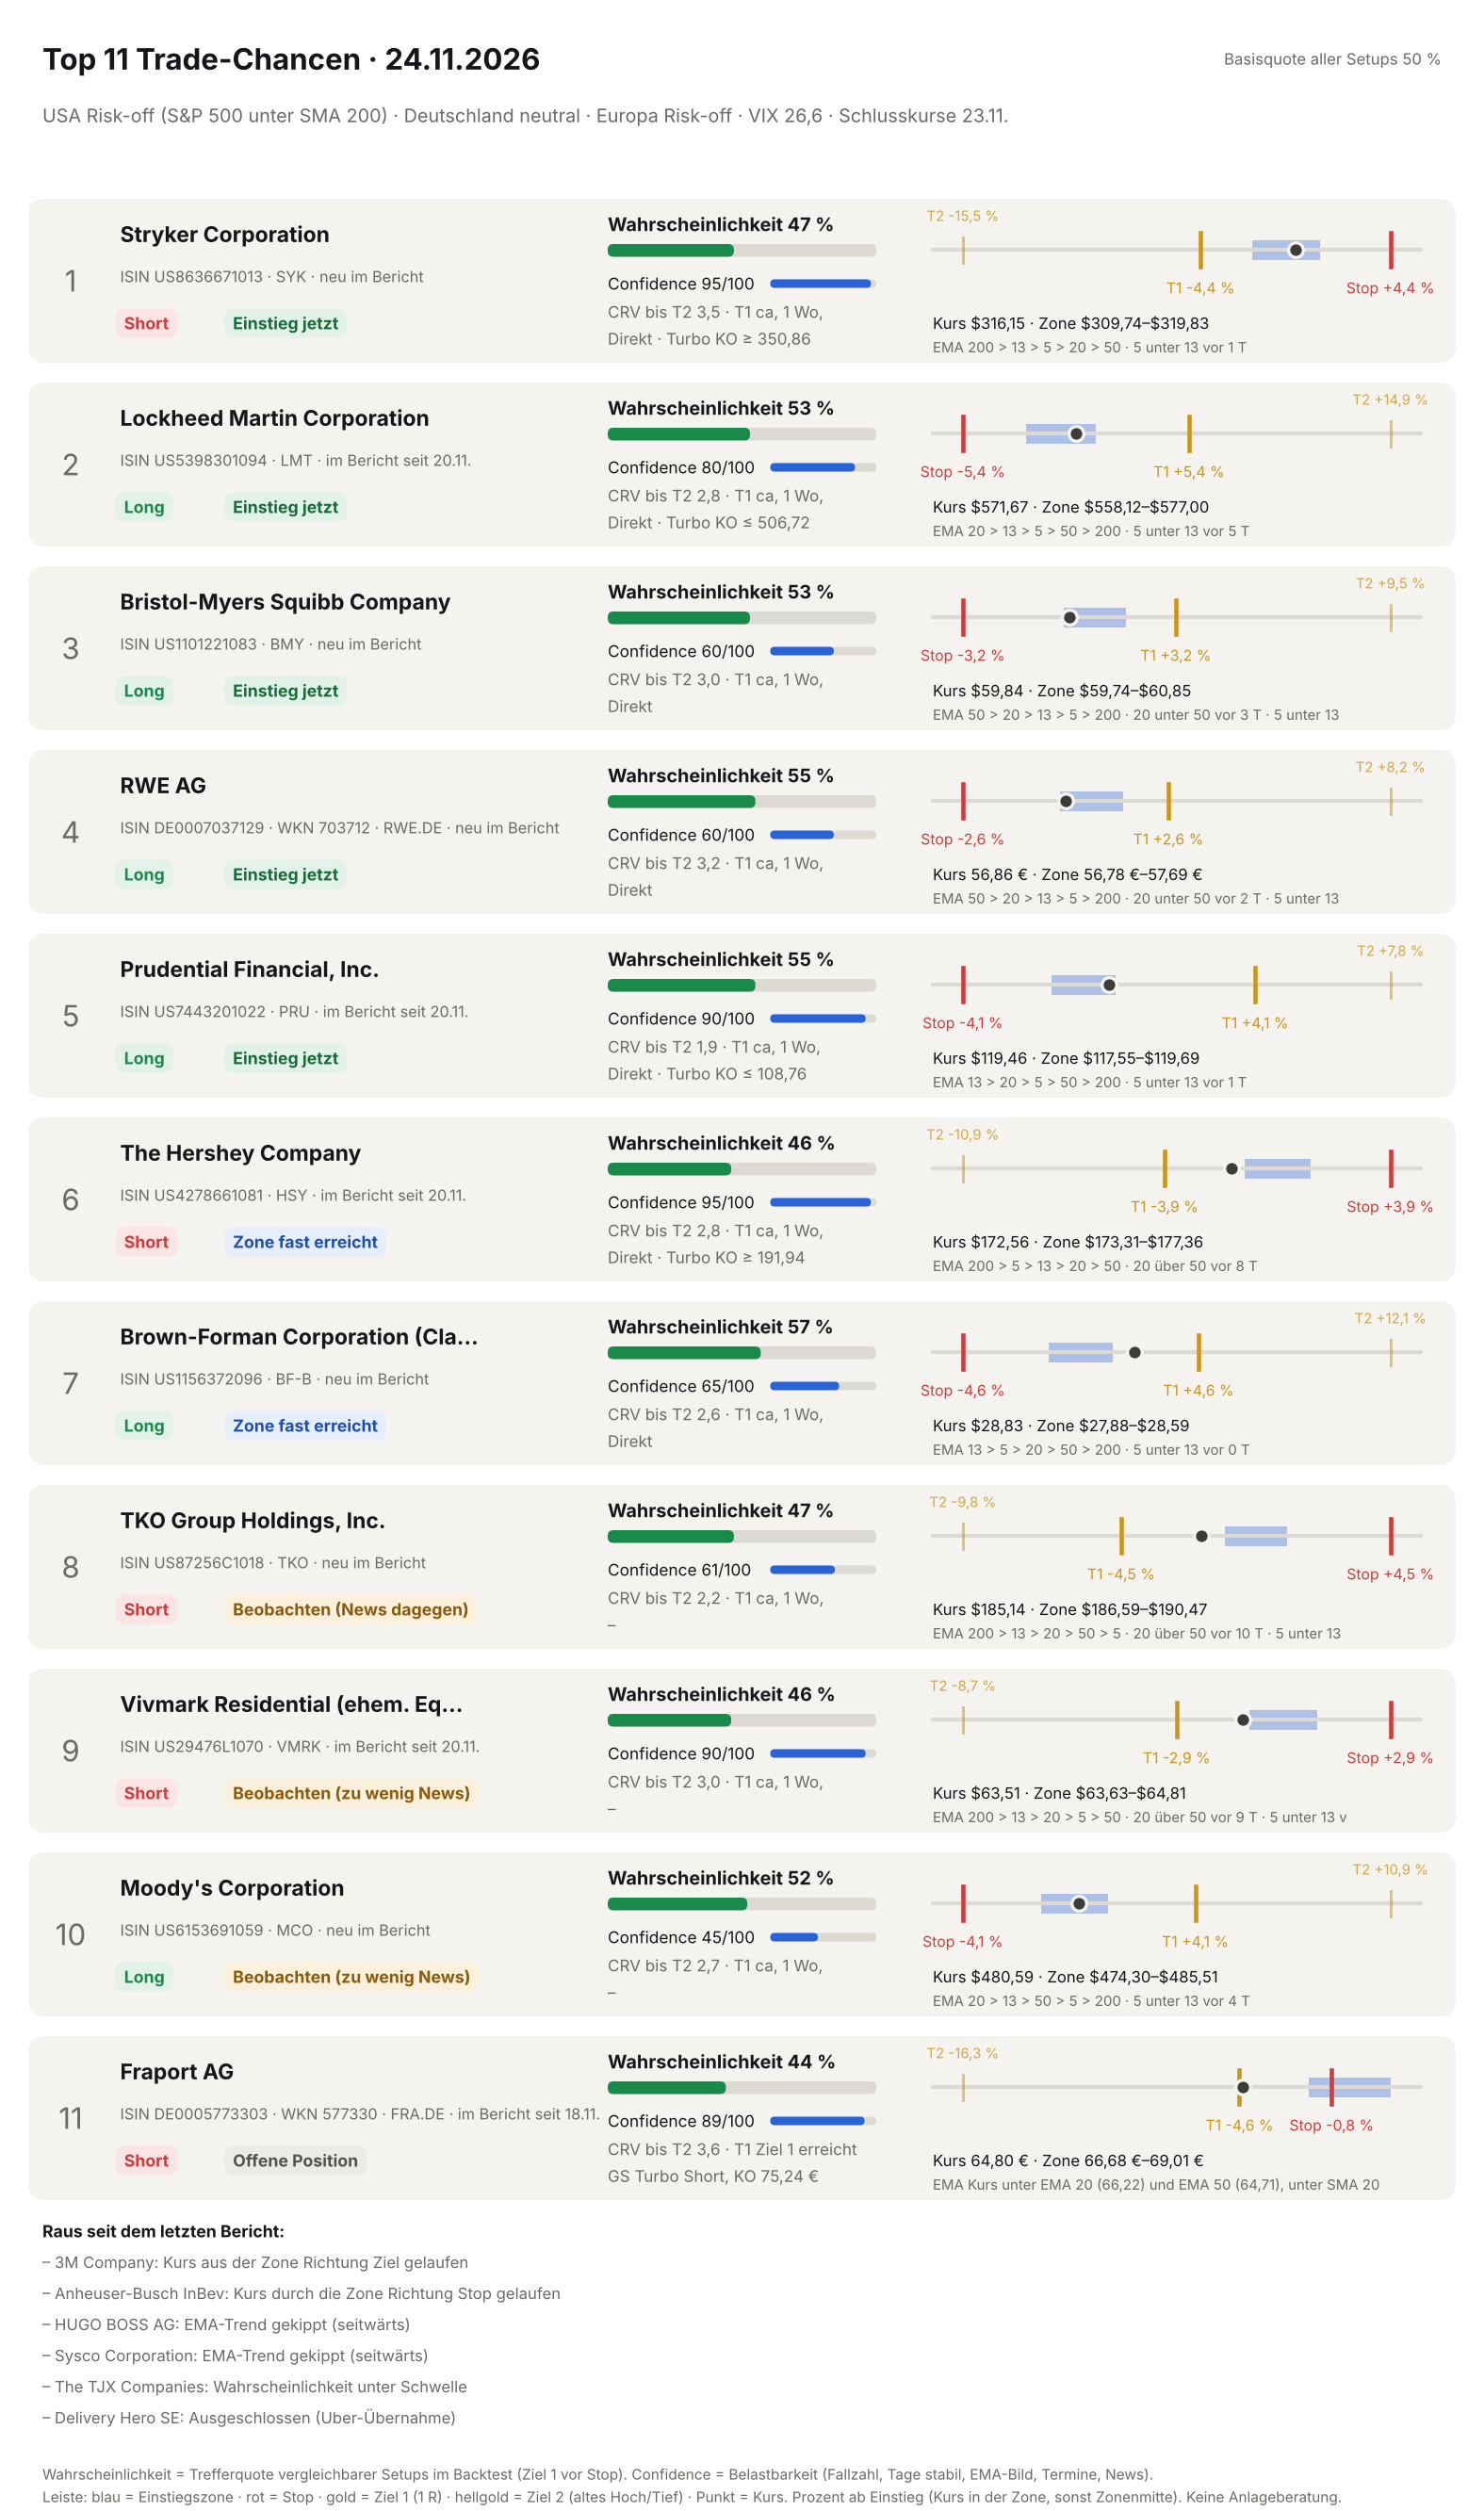 Top 11 Trade-Chancen · 24.11.2026
Basisquote aller Setups 50 %
USA Risk-off (S&P 500 unter SMA 200) · Deutschland neutral · Europa Risk-off · VIX 26,6 · Schlusskurse 23.11.
1
Stryker Corporation
ISIN US8636671013 · SYK · neu im Bericht
Short
Einstieg jetzt
Wahrscheinlichkeit 47 %
Confidence 95/100
CRV bis T2 3,5 · T1 ca, 1 Wo,
Direkt · Turbo KO ≥ 350,86
T2 -15,5 %
T1 -4,4 %
Stop +4,4 %
Kurs $316,15 · Zone $309,74–$319,83
EMA 200 > 13 > 5 > 20 > 50 · 5 unter 13 vor 1 T
2
Lockheed Martin Corporation
ISIN US5398301094 · LMT · im Bericht seit 20.11.
Long
Einstieg jetzt
Wahrscheinlichkeit 53 %
Confidence 80/100
CRV bis T2 2,8 · T1 ca, 1 Wo,
Direkt · Turbo KO ≤ 506,72
T2 +14,9 %
Stop -5,4 %
T1 +5,4 %
Kurs $571,67 · Zone $558,12–$577,00
EMA 20 > 13 > 5 > 50 > 200 · 5 unter 13 vor 5 T
3
Bristol-Myers Squibb Company
ISIN US1101221083 · BMY · neu im Bericht
Long
Einstieg jetzt
Wahrscheinlichkeit 53 %
Confidence 60/100
CRV bis T2 3,0 · T1 ca, 1 Wo,
Direkt
T2 +9,5 %
Stop -3,2 %
T1 +3,2 %
Kurs $59,84 · Zone $59,74–$60,85
EMA 50 > 20 > 13 > 5 > 200 · 20 unter 50 vor 3 T · 5 unter 13
4
RWE AG
ISIN DE0007037129 · WKN 703712 · RWE.DE · neu im Bericht
Long
Einstieg jetzt
Wahrscheinlichkeit 55 %
Confidence 60/100
CRV bis T2 3,2 · T1 ca, 1 Wo,
Direkt
T2 +8,2 %
Stop -2,6 %
T1 +2,6 %
Kurs 56,86 € · Zone 56,78 €–57,69 €
EMA 50 > 20 > 13 > 5 > 200 · 20 unter 50 vor 2 T · 5 unter 13
5
Prudential Financial, Inc.
ISIN US7443201022 · PRU · im Bericht seit 20.11.
Long
Einstieg jetzt
Wahrscheinlichkeit 55 %
Confidence 90/100
CRV bis T2 1,9 · T1 ca, 1 Wo,
Direkt · Turbo KO ≤ 108,76
T2 +7,8 %
Stop -4,1 %
T1 +4,1 %
Kurs $119,46 · Zone $117,55–$119,69
EMA 13 > 20 > 5 > 50 > 200 · 5 unter 13 vor 1 T
6
The Hershey Company
ISIN US4278661081 · HSY · im Bericht seit 20.11.
Short
Zone fast erreicht
Wahrscheinlichkeit 46 %
Confidence 95/100
CRV bis T2 2,8 · T1 ca, 1 Wo,
Direkt · Turbo KO ≥ 191,94
T2 -10,9 %
T1 -3,9 %
Stop +3,9 %
Kurs $172,56 · Zone $173,31–$177,36
EMA 200 > 5 > 13 > 20 > 50 · 20 über 50 vor 8 T
7
Brown-Forman Corporation (Cla...
ISIN US1156372096 · BF-B · neu im Bericht
Long
Zone fast erreicht
Wahrscheinlichkeit 57 %
Confidence 65/100
CRV bis T2 2,6 · T1 ca, 1 Wo,
Direkt
T2 +12,1 %
Stop -4,6 %
T1 +4,6 %
Kurs $28,83 · Zone $27,88–$28,59
EMA 13 > 5 > 20 > 50 > 200 · 5 unter 13 vor 0 T
8
TKO Group Holdings, Inc.
ISIN US87256C1018 · TKO · neu im Bericht
Short
Beobachten (News dagegen)
Wahrscheinlichkeit 47 %
Confidence 61/100
CRV bis T2 2,2 · T1 ca, 1 Wo,
–
T2 -9,8 %
T1 -4,5 %
Stop +4,5 %
Kurs $185,14 · Zone $186,59–$190,47
EMA 200 > 13 > 20 > 50 > 5 · 20 über 50 vor 10 T · 5 unter 13
9
Vivmark Residential (ehem. Eq...
ISIN US29476L1070 · VMRK · im Bericht seit 20.11.
Short
Beobachten (zu wenig News)
Wahrscheinlichkeit 46 %
Confidence 90/100
CRV bis T2 3,0 · T1 ca, 1 Wo,
–
T2 -8,7 %
T1 -2,9 %
Stop +2,9 %
Kurs $63,51 · Zone $63,63–$64,81
EMA 200 > 13 > 20 > 5 > 50 · 20 über 50 vor 9 T · 5 unter 13 v
10
Moody's Corporation
ISIN US6153691059 · MCO · neu im Bericht
Long
Beobachten (zu wenig News)
Wahrscheinlichkeit 52 %
Confidence 45/100
CRV bis T2 2,7 · T1 ca, 1 Wo,
–
T2 +10,9 %
Stop -4,1 %
T1 +4,1 %
Kurs $480,59 · Zone $474,30–$485,51
EMA 20 > 13 > 50 > 5 > 200 · 5 unter 13 vor 4 T
11
Fraport AG
ISIN DE0005773303 · WKN 577330 · FRA.DE · im Bericht seit 18.11.
Short
Offene Position
Wahrscheinlichkeit 44 %
Confidence 89/100
CRV bis T2 3,6 · T1 Ziel 1 erreicht
GS Turbo Short, KO 75,24 €
T2 -16,3 %
T1 -4,6 %
Stop -0,8 %
Kurs 64,80 € · Zone 66,68 €–69,01 €
EMA Kurs unter EMA 20 (66,22) und EMA 50 (64,71), unter SMA 20
Raus seit dem letzten Bericht:
– 3M Company: Kurs aus der Zone Richtung Ziel gelaufen
– Anheuser-Busch InBev: Kurs durch die Zone Richtung Stop gelaufen
– HUGO BOSS AG: EMA-Trend gekippt (seitwärts)
– Sysco Corporation: EMA-Trend gekippt (seitwärts)
– The TJX Companies: Wahrscheinlichkeit unter Schwelle
– Delivery Hero SE: Ausgeschlossen (Uber-Übernahme)
Wahrscheinlichkeit = Trefferquote vergleichbarer Setups im Backtest (Ziel 1 vor Stop). Confidence = Belastbarkeit (Fallzahl, Tage stabil, EMA-Bild, Termine, News).
Leiste: blau = Einstiegszone · rot = Stop · gold = Ziel 1 (1 R) · hellgold = Ziel 2 (altes Hoch/Tief) · Punkt = Kurs. Prozent ab Einstieg (Kurs in der Zone, sonst Zonenmitte). Keine Anlageberatung.